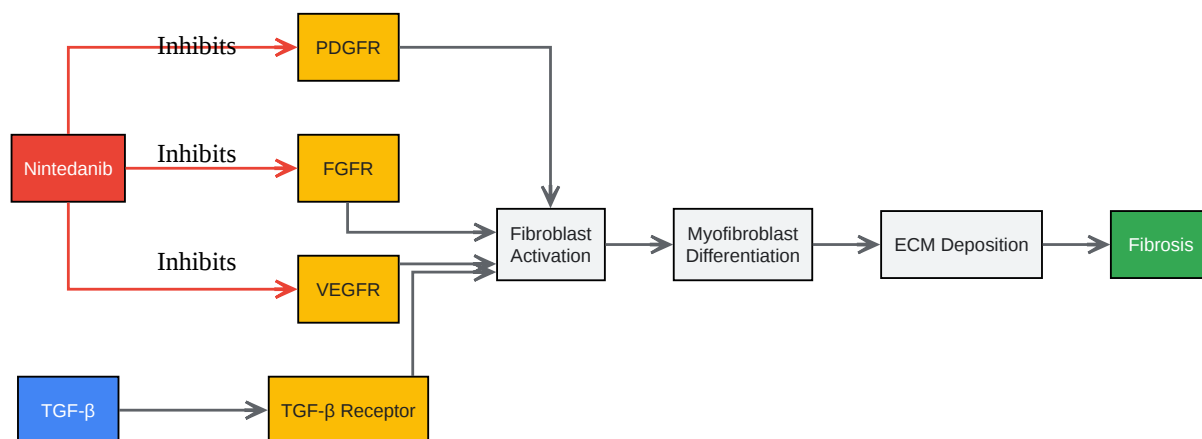 Inhibits
PDGFR
Nintedanib
Inhibits
FGFR
Inhibits
VEGFR
Fibroblast
Activation
Myofibroblast
Differentiation
ECM Deposition
Fibrosis
TGF-β
TGF-β Receptor